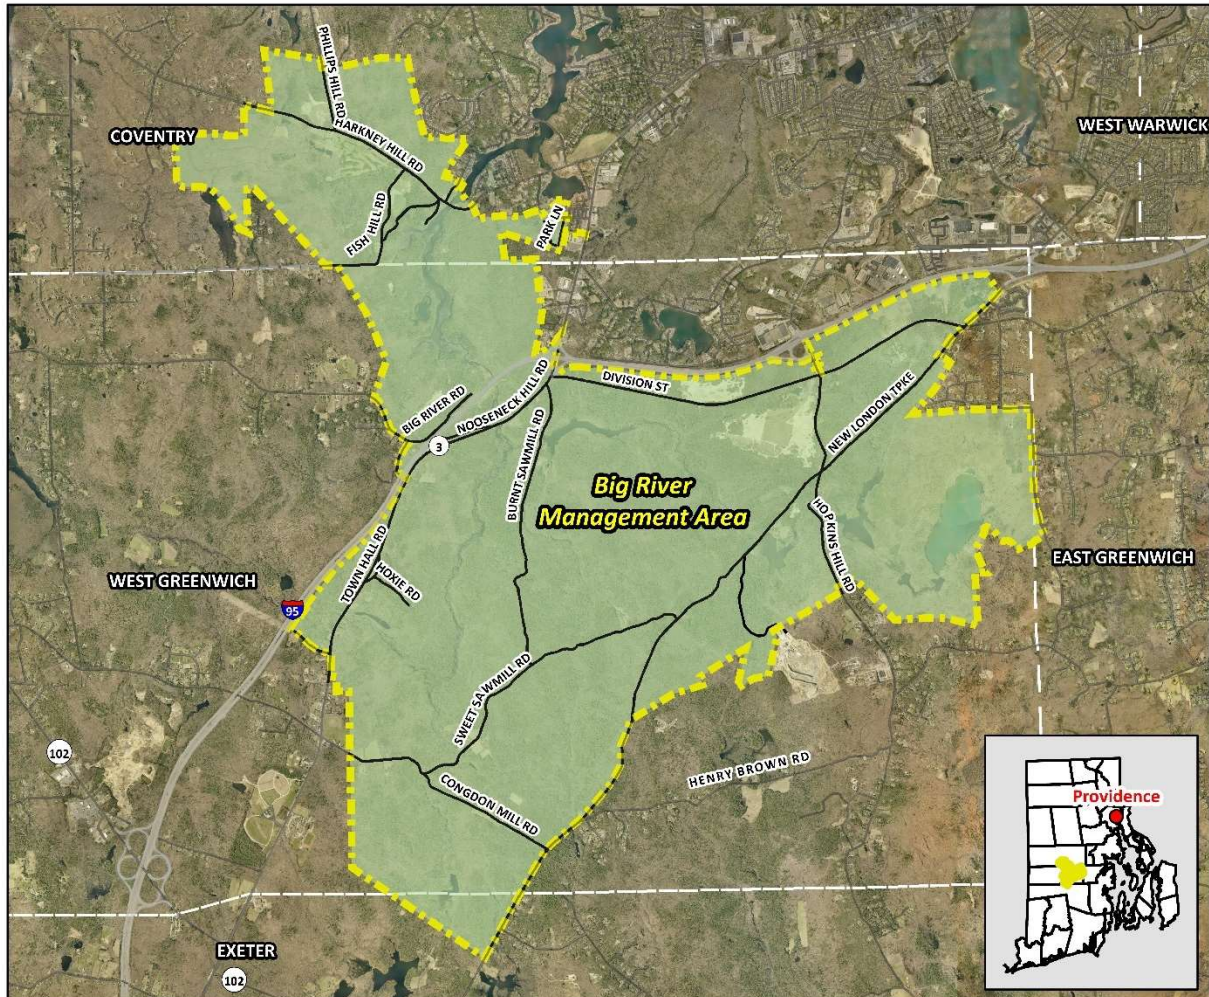 PHILLIPS HILL RD
COVENTRY
HARKNEY HILL RD
WEST WARWICK
FISH HILL RD
PARK LN
DIVISION ST
BIG RIVER RD
NOOSENECK HILL RD
3
BURNT SAWMILL RD
NEW LONDON TPKE
Big River
Management Area
HOPKINS HILL RD
WEST GREENWICH
TOWN HALL RD
HOXIE RD
EAST GREENWICH
95
SWEET SAWMILL RD
102
HENRY BROWN RD
CONGDON MILL RD
Providence
EXETER
102